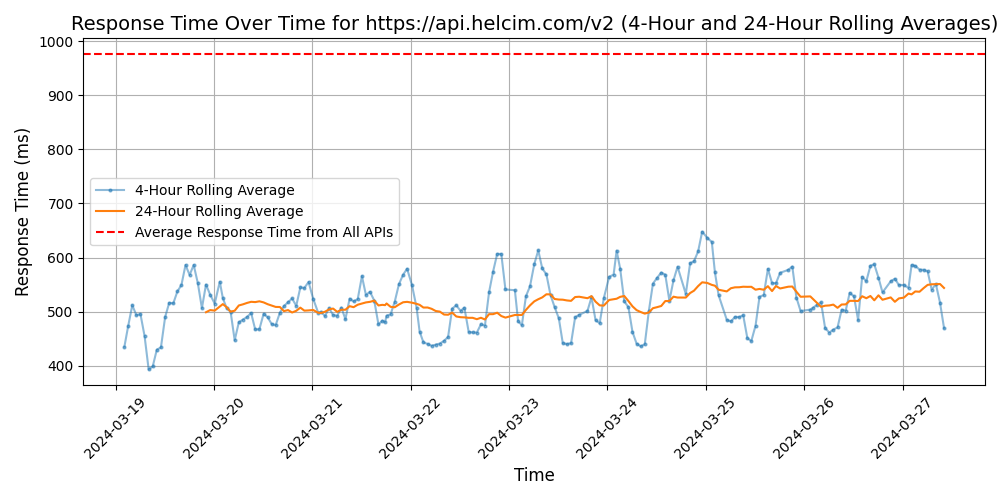 Response Time Over Time for https://api.helcim.com/v2 (4-Hour and 24-Hour Rolling Averages)
Response Time (ms)
1000
900
800
700
600
500
400
4-Hour Rolling Average
24-Hour Rolling Average
Average Response Time from All APIs
2024-03-19
2024-03-20
2024-03-21
2024-03-22
2024-03-23
2024-03-24
2024-03-25
2024-03-26
2024-03-27
Time